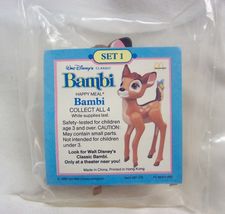 SET 1
Walt Disney's CLASSIC
Bambi
HAPPY MEAL®
Bambi
COLLECT ALL 4
While supplies last.
Safety-tested for children
age 3 and over. CAUTION:
May contain small parts.
Not intended for children
under 3.
Look for Walt Disney's
Classic Bambi.
Only at a theater near you!
Made in China, Printed in Hong Kong